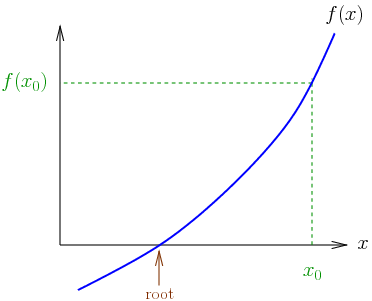 f(x)
f(x₀)
x
x₀
root